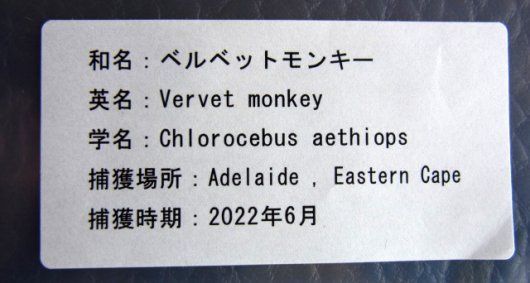 和名：ベルベットモンキー
英名：Vervet monkey
学名：Chlorocebus aethiops
捕獲場所：Adelaide , Eastern Cape
捕獲時期：2022年6月